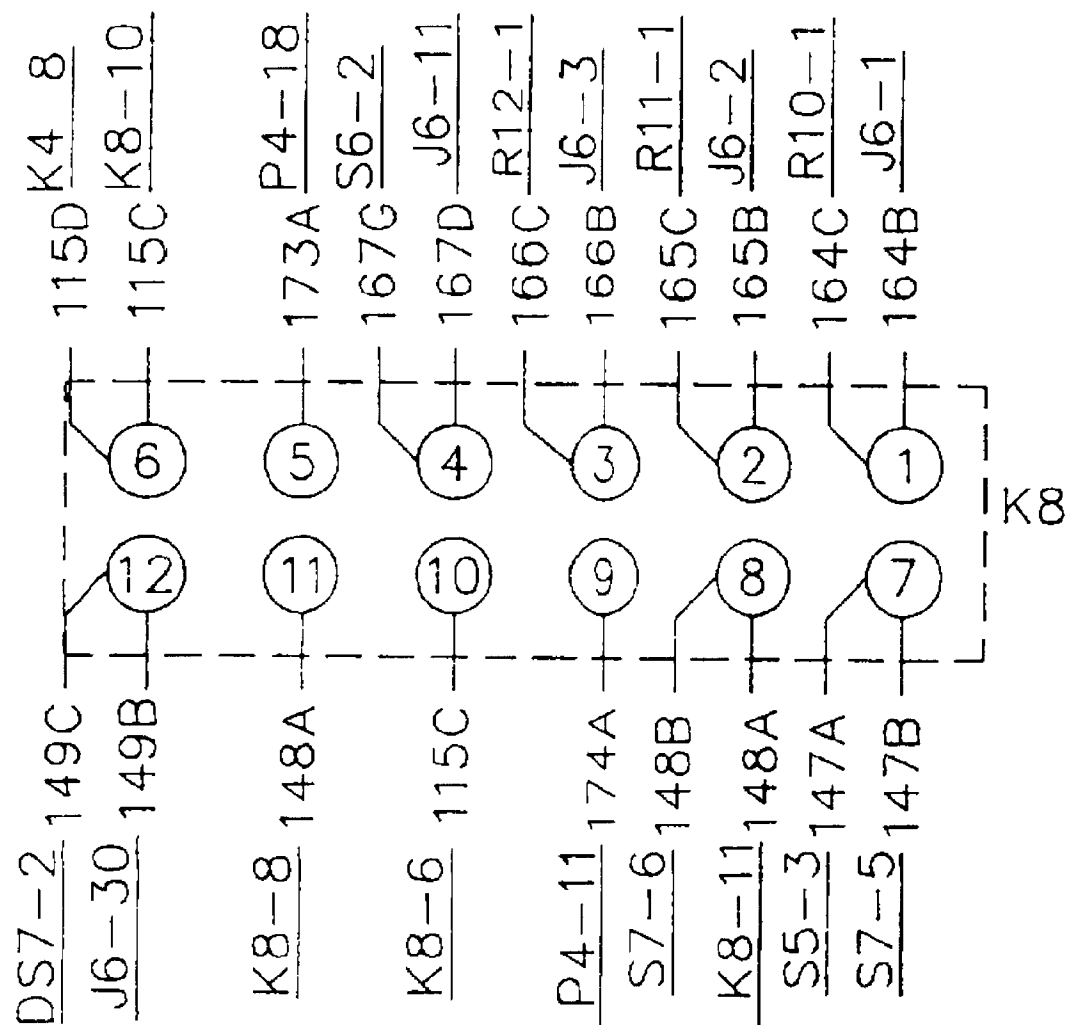 K4-8
K8-10
P4-18
S6-2
J6-11
R12-1
J6-3
R11-1
J6-2
R10-1
J6-1
115D
115C
173A
167G
167D
166C
166B
165C
165B
164C
164B
6
5
4
3
2
1
K8
12
11
10
9
8
7
149C
149B
148A
115C
174A
148B
148A
147A
147B
DS7-2
J6-30
K8-8
K8-6
P4-11
S7-6
K8-11
S5-3
S7-5